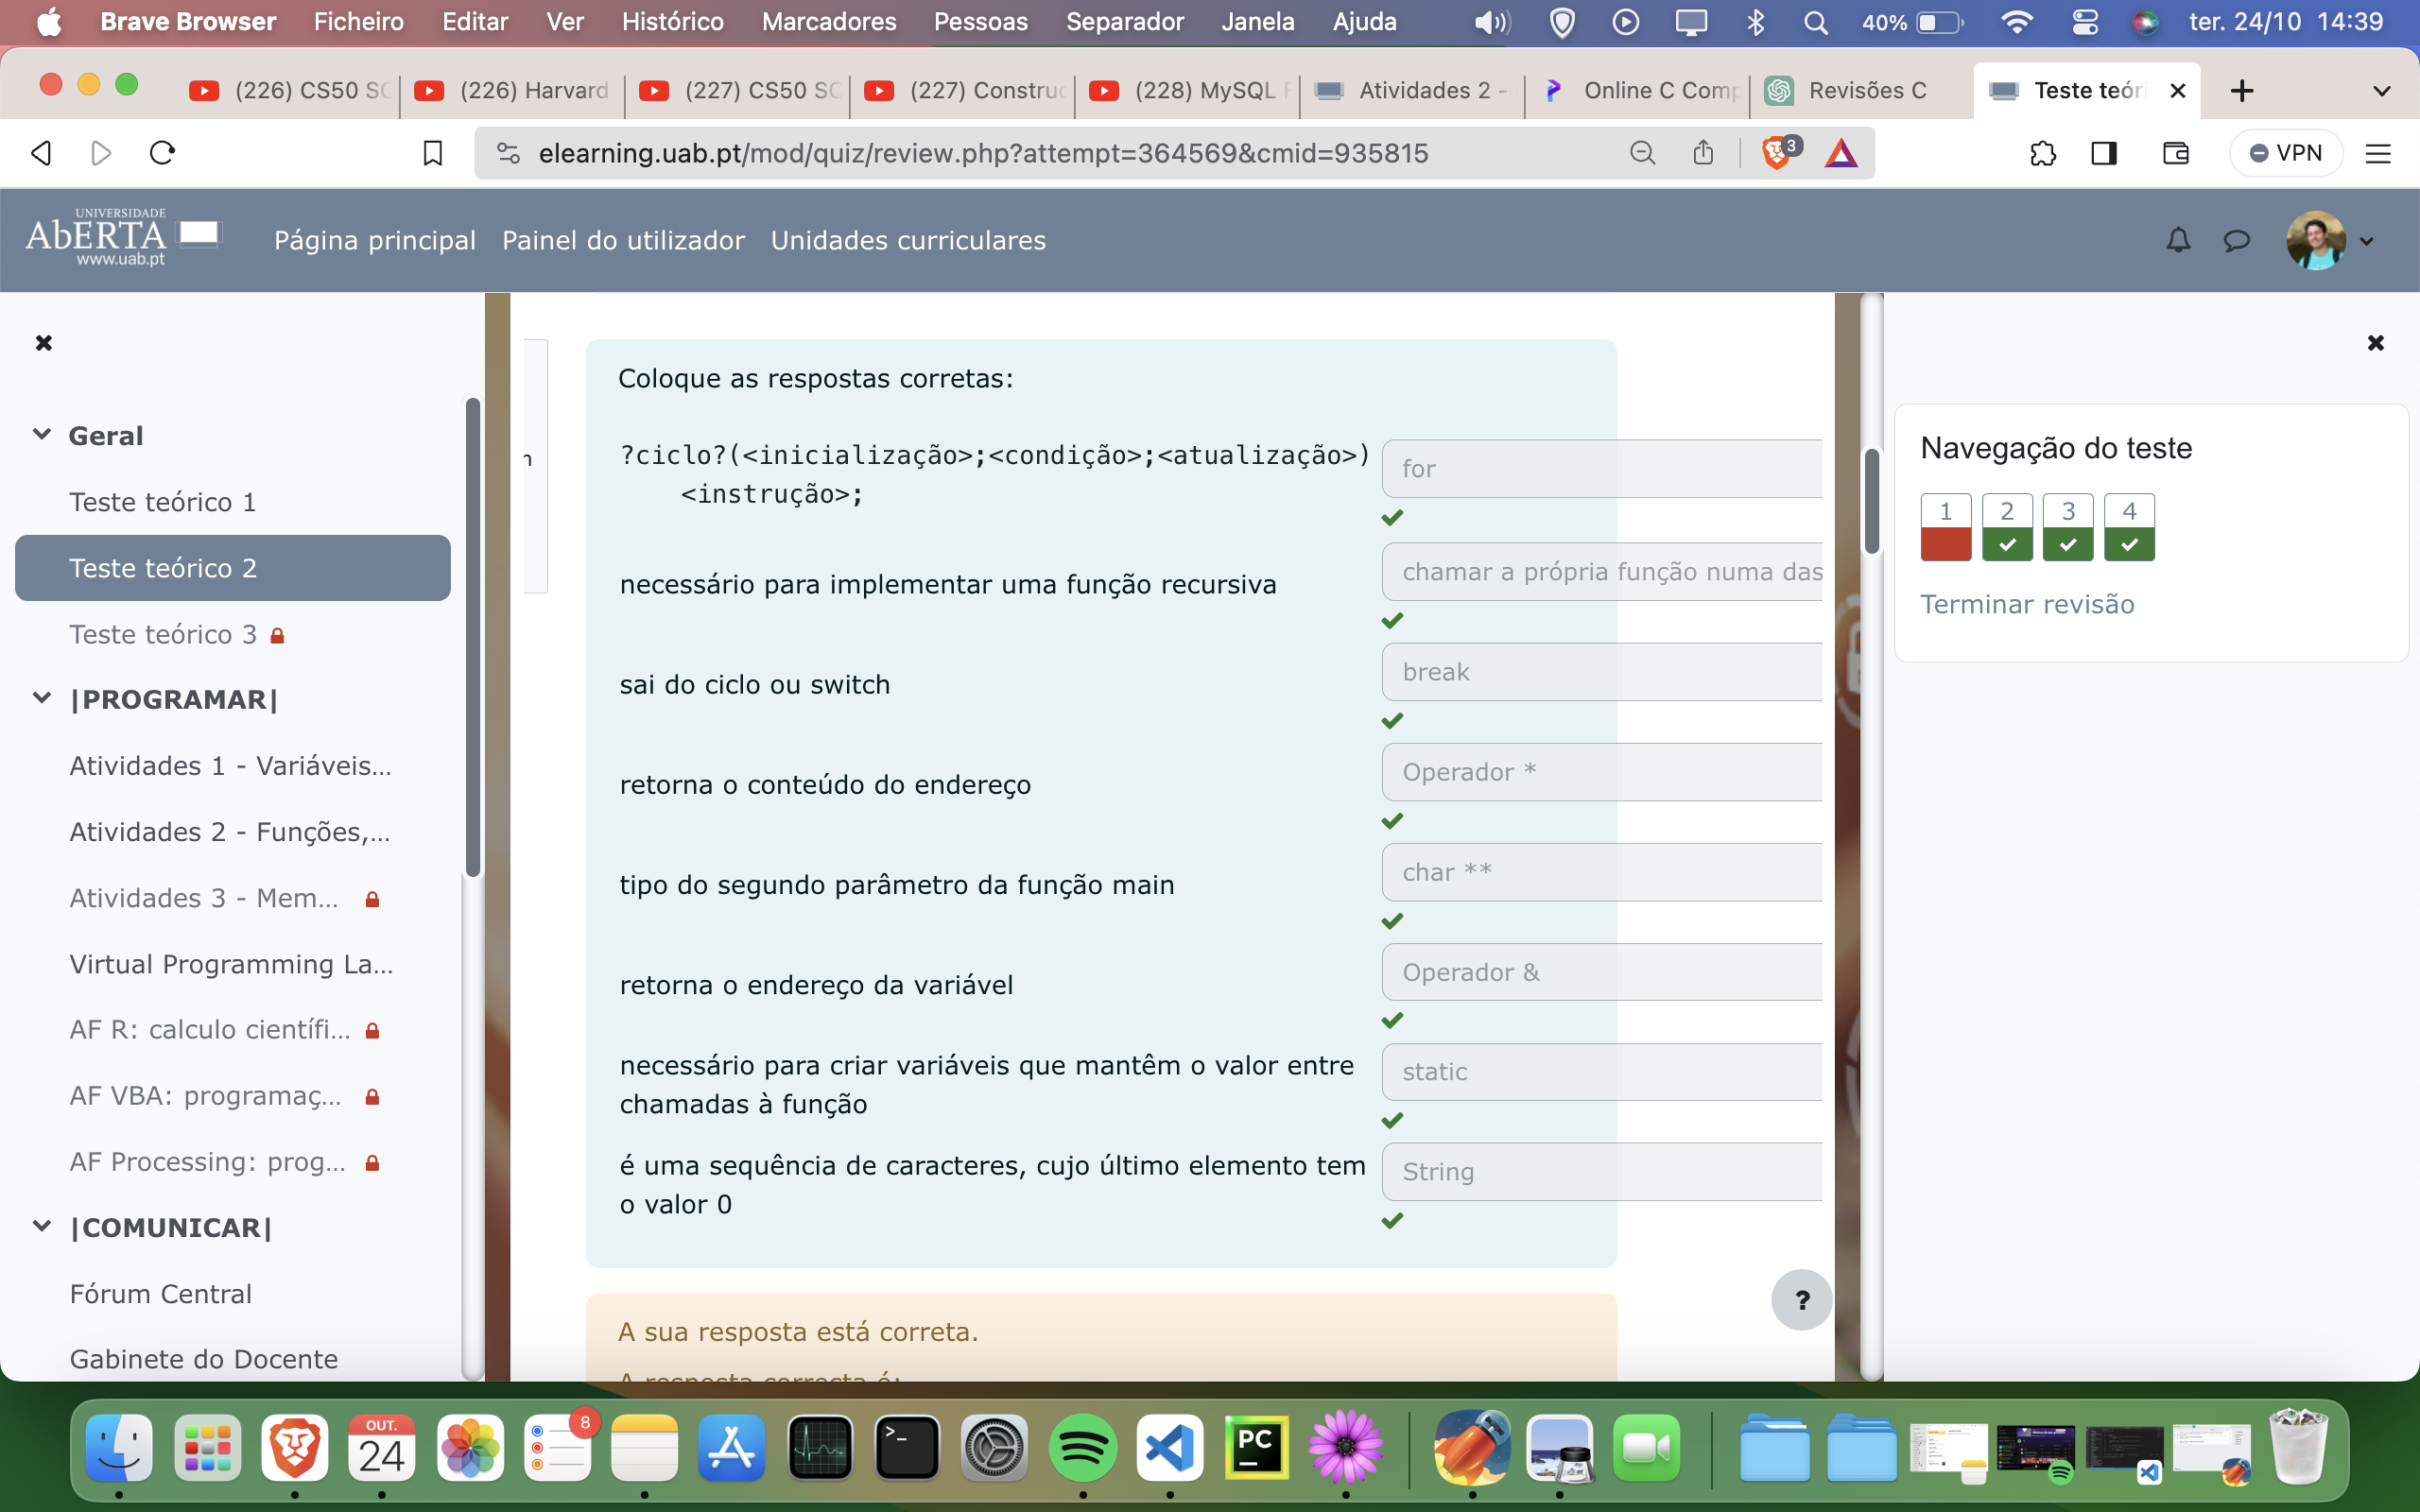 Brave Browser Ficheiro Editar Ver Histórico Marcadores Pessoas Separador Janela Ajuda 40% ter. 24/10 14:39
(226) CS50 SQ (226) Harvard (227) CS50 SQ (227) Construc (228) MySQL Atividades 2 - Online C Comp Revisões C Teste teór
elearning.uab.pt/mod/quiz/review.php?attempt=364569&cmid=935815 3 VPN
UNIVERSIDADE
AbERTA
www.uab.pt
Página principal Painel do utilizador Unidades curriculares
Geral
Teste teórico 1
Teste teórico 2
Teste teórico 3
|PROGRAMAR|
Atividades 1 - Variáveis...
Atividades 2 - Funções,...
Atividades 3 - Mem...
Virtual Programming La...
AF R: calculo científi...
AF VBA: programaç...
AF Processing: prog...
|COMUNICAR|
Fórum Central
Gabinete do Docente
Coloque as respostas corretas:
?ciclo?(<inicialização>;<condição>;<atualização>)
<instrução>;
for
necessário para implementar uma função recursiva
chamar a própria função numa das
sai do ciclo ou switch
break
retorna o conteúdo do endereço
Operador *
tipo do segundo parâmetro da função main
char **
retorna o endereço da variável
Operador &
necessário para criar variáveis que mantêm o valor entre
chamadas à função
static
é uma sequência de caracteres, cujo último elemento tem
o valor 0
String
A sua resposta está correta.
A resposta correcta é:
?
Navegação do teste
1 2 3 4
Terminar revisão
OUT.
24
8
>_
PC